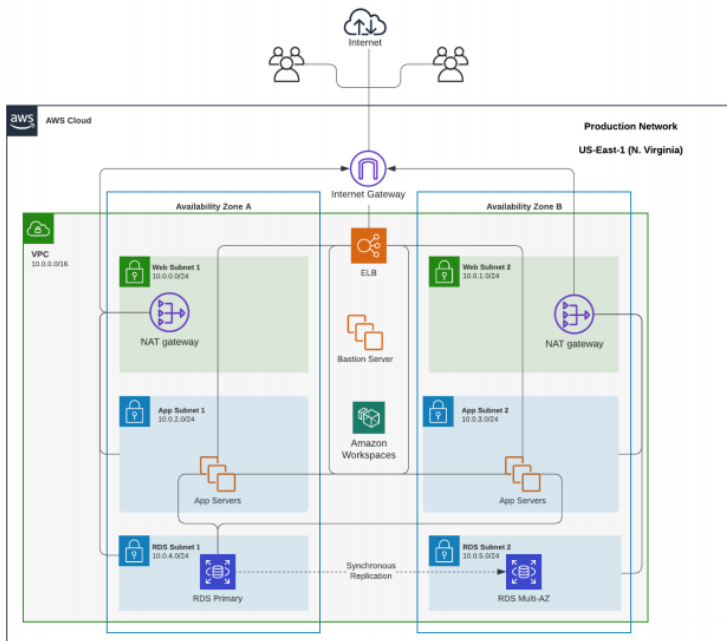 Internet
aws
AWS Cloud
Production Network
US-East-1 (N. Virginia)
Internet Gateway
Availability Zone A
Availability Zone B
VPC
10.0.0.0/16
ELB
Web Subnet 1
10.0.0.0/24
Web Subnet 2
10.0.1.0/24
NAT gateway
NAT gateway
Bastion Server
App Subnet 1
10.0.2.0/24
App Subnet 2
10.0.3.0/24
Amazon
Workspaces
App Servers
App Servers
RDS Subnet 1
10.0.4.0/24
RDS Subnet 2
10.0.5.0/24
Synchronous
Replication
RDS Primary
RDS Multi-AZ